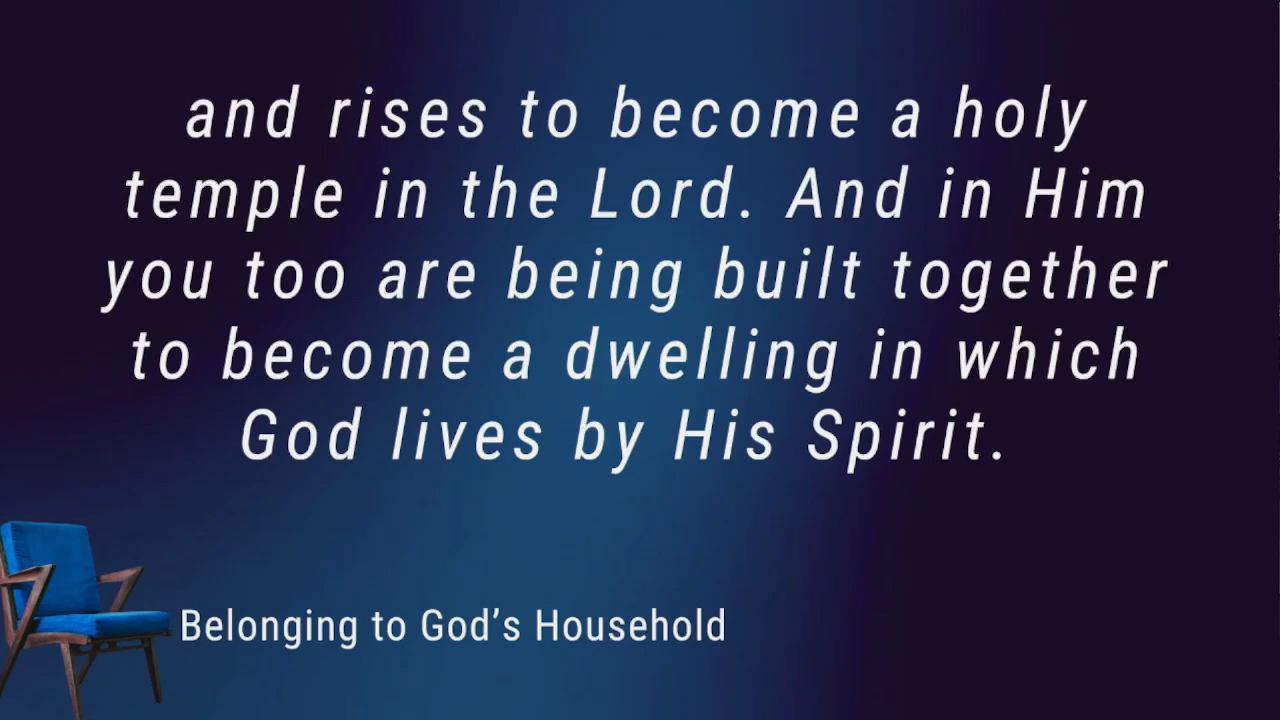 and rises to become a holy
temple in the Lord. And in Him
you too are being built together
to become a dwelling in which
God lives by His Spirit.
Belonging to God’s Household